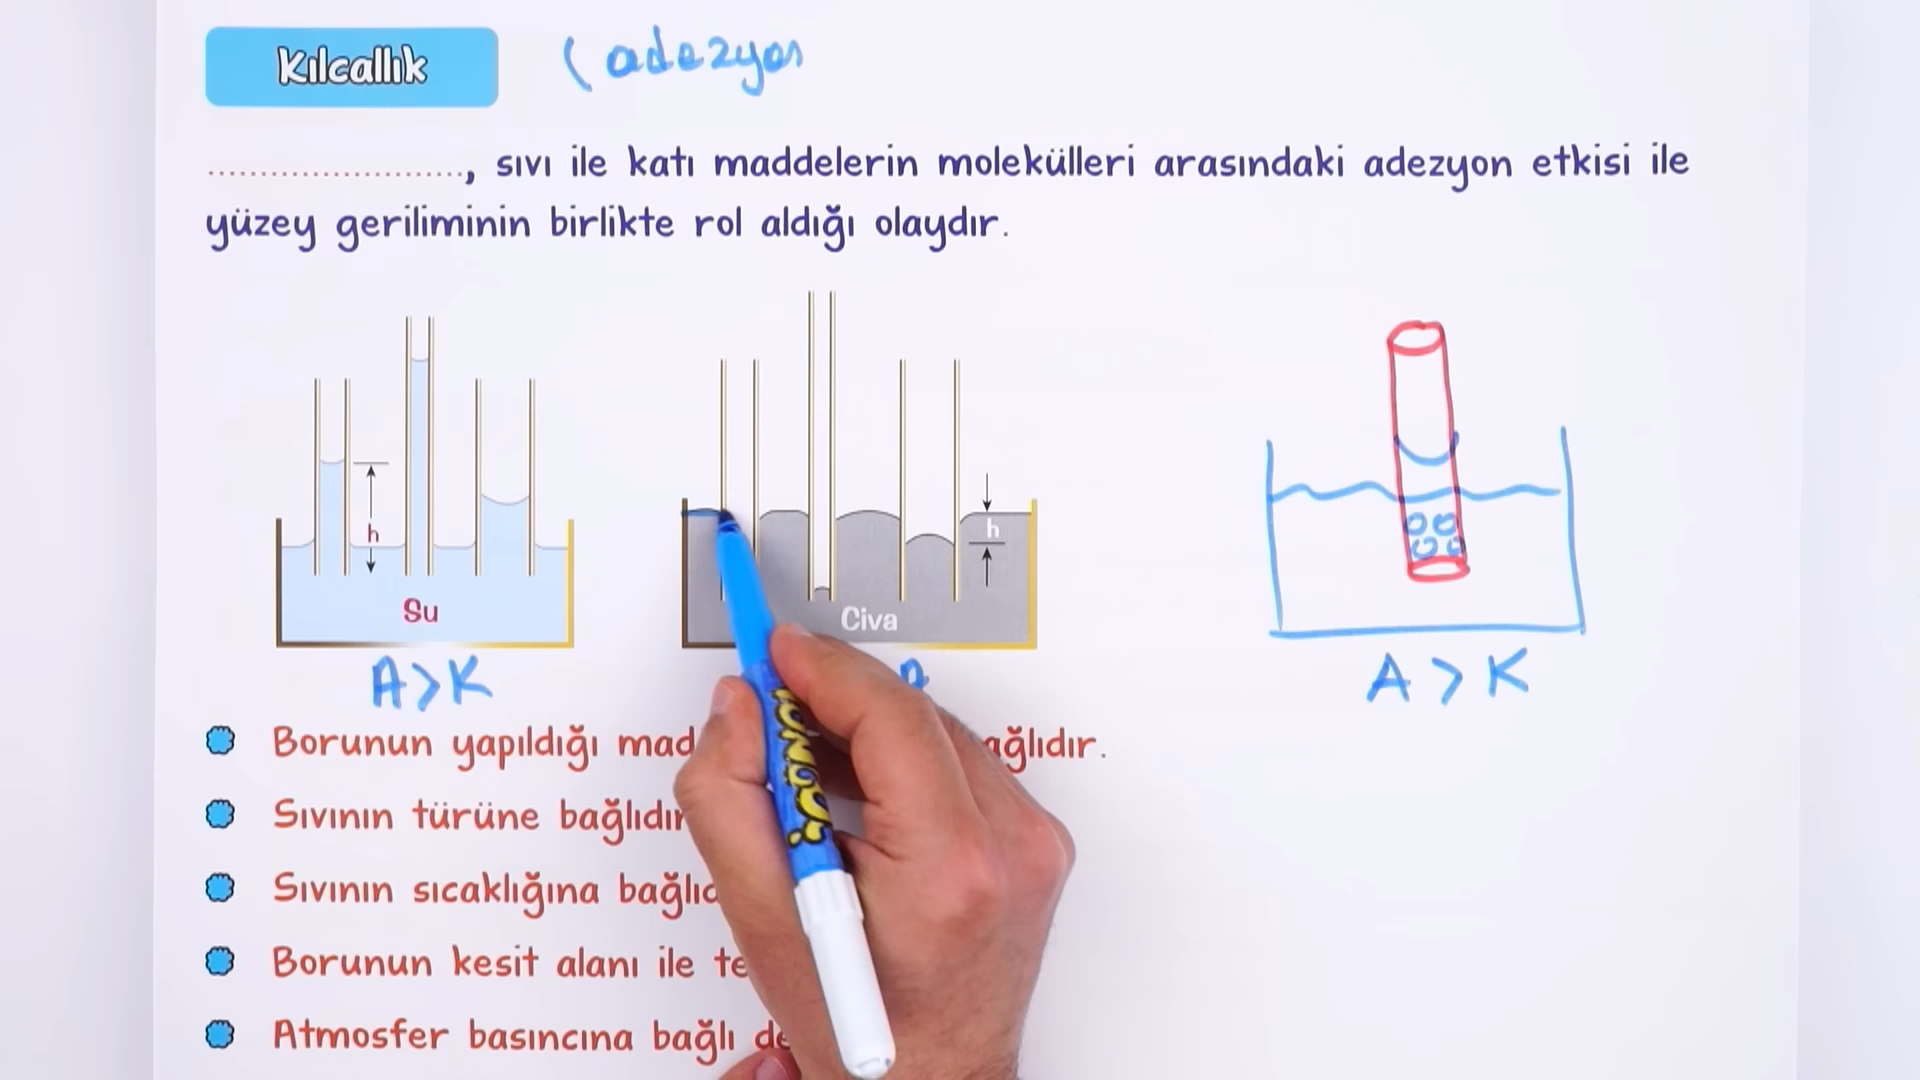 Kılcallık
(adezyon
........................, sıvı ile katı maddelerin molekülleri arasındaki adezyon etkisi ile
yüzey geriliminin birlikte rol aldığı olaydır.
h
Su
h
Civa
A>K
A
A>K
Borunun yapıldığı mad ağlıdır.
Sıvının türüne bağlıdır
Sıvının sıcaklığına bağlıd
Borunun kesit alanı ile te
Atmosfer basıncına bağlı de